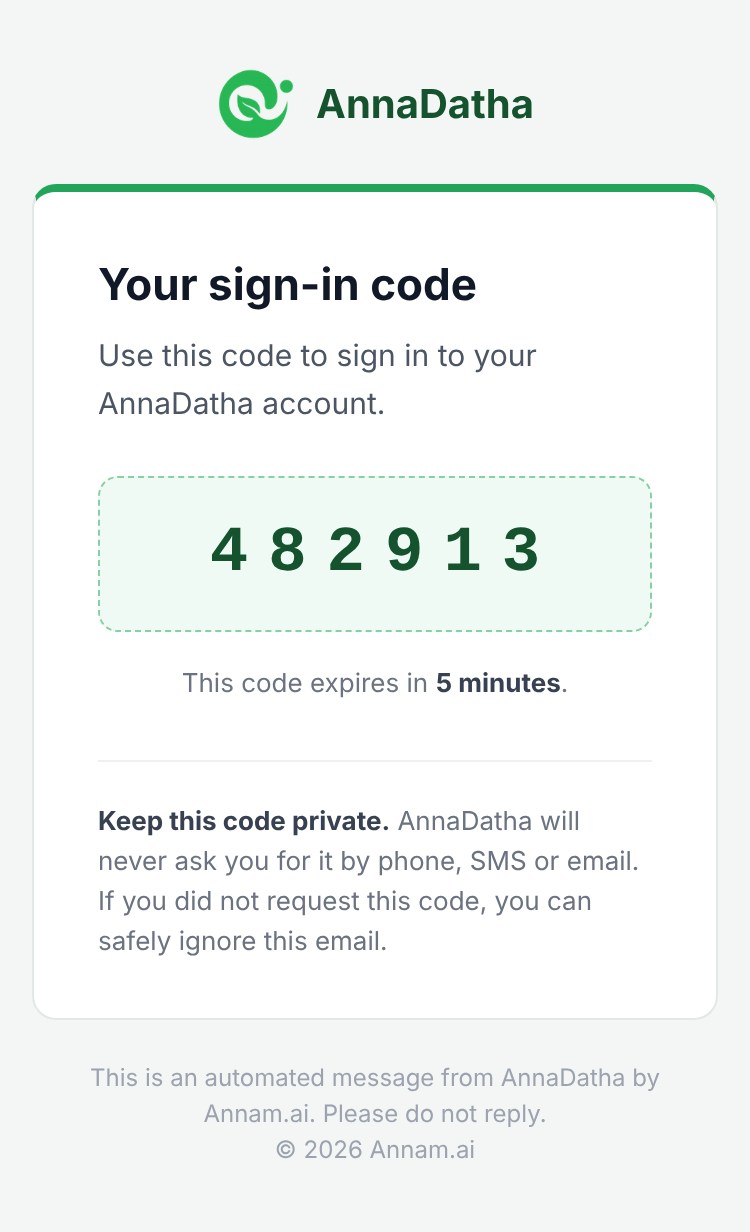 AnnaDatha
Your sign-in code
Use this code to sign in to your
AnnaDatha account.
4 8 2 9 1 3
This code expires in 5 minutes.
Keep this code private. AnnaDatha will
never ask you for it by phone, SMS or email.
If you did not request this code, you can
safely ignore this email.
This is an automated message from AnnaDatha by
Annam.ai. Please do not reply.
© 2026 Annam.ai